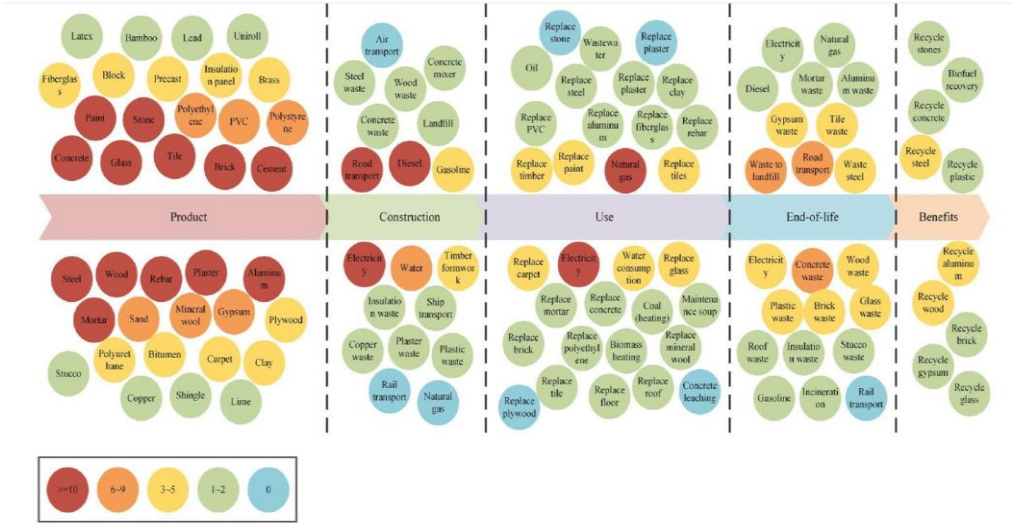 Latex
Bamboo
Lead
Uniroll
Fiberglas
s
Block
Precast
Insulatio
n panel
Brass
Paint
Stone
Polyethyl
ene
PVC
Polystyre
ne
Concrete
Glass
Tile
Brick
Cement
Air
transport
Steel
waste
Wood
waste
Concrete
mixer
Concrete
waste
Landfill
Road
transport
Diesel
Gasoline
Replace
stone
Wastewa
ter
Replace
plaster
Oil
Replace
steel
Replace
plaster
Replace
clay
Replace
PVC
Replace
aluminu
m
Replace
fiberglas
s
Replace
rebar
Replace
timber
Replace
paint
Natural
gas
Replace
tiles
Electricit
y
Natural
gas
Diesel
Mortar
waste
Aluminu
m waste
Gypsum
waste
Tile
waste
Waste to
landfill
Road
transport
Waste
steel
Recycle
stones
Biofuel
recovery
Recycle
concrete
Recycle
steel
Recycle
plastic
Product
Construction
Use
End-of-life
Benefits
Steel
Wood
Rebar
Plaster
Aluminu
m
Mortar
Sand
Mineral
wool
Gypsum
Plywood
Stucco
Polyuret
hane
Bitumen
Carpet
Clay
Copper
Shingle
Lime
Electricit
y
Water
Timber
formwor
k
Insulatio
n waste
Ship
transport
Copper
waste
Plaster
waste
Plastic
waste
Rail
transport
Natural
gas
Replace
carpet
Electricit
y
Water
consump
tion
Replace
glass
Replace
mortar
Replace
concrete
Coal
(heating)
Maintena
nce soup
Replace
brick
Replace
polyethyl
ene
Biomass
heating
Replace
mineral
wool
Replace
plywood
Replace
tile
Replace
floor
Replace
roof
Concrete
leaching
Electricit
y
Concrete
waste
Wood
waste
Plastic
waste
Brick
waste
Glass
waste
Roof
waste
Insulatio
n waste
Stucco
waste
Gasoline
Incinerati
on
Rail
transport
Recycle
aluminu
m
Recycle
wood
Recycle
brick
Recycle
gypsum
Recycle
glass
>=10
6~9
3~5
1~2
0